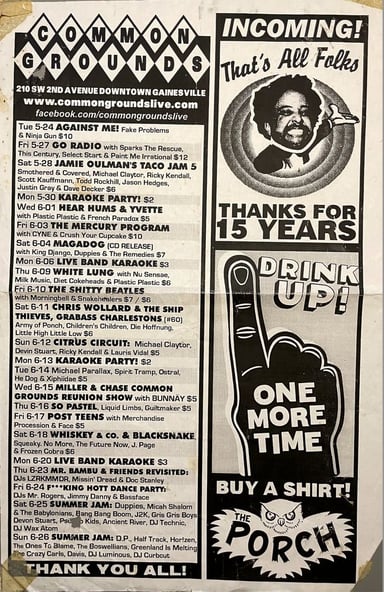 COMMON
GROUNDS
210 SW 2ND AVENUE DOWNTOWN GAINESVILLE
www.commongroundslive.com
facebook.com/commongroundslive
Tue 5-24 AGAINST ME! Fake Problems
& Ninja Gun $10
Fri 5-27 GO RADIO with Sparks The Rescue,
This Century, Select Start & Paint Me Irrational $12
Sat 5-28 JAMIE OULMAN'S TACO JAM 5
Smothered & Covered, Michael Claytor, Ricky Kendall,
Scott Kauffmann, Todd Rockhill, Jason Hedges,
Justin Gray & Dave Decker $6
Mon 5-30 KARAOKE PARTY! $2
Wed 6-01 HEAR HUMS & YVETTE
with Plastic Plastic & French Paradox $5
Fri 6-03 THE MERCURY PROGRAM
with CYNE & Crush Your Cupcake $10
Sat 6-04 MAGADOG (CD RELEASE)
with King Django, Duppies & The Remedies $7
Mon 6-06 LIVE BAND KARAOKE $3
Thu 6-09 WHITE LUNG with Nu Sensae,
Milk Music, Diet Cokeheads & Plastic Plastic $6
Fri 6-10 THE SHITTY BEATLES
with Morningbell & Snakehealers $7 / $6
Sat 6-11 CHRIS WOLLARD & THE SHIP
THIEVES, GRABASS CHARLESTONS (#60)
Army of Ponch, Children's Children, Die Hoffnung,
Little High Little Low $6
Sun 6-12 CITRUS CIRCUIT: Michael Claytor,
Devin Stuart, Ricky Kendall & Lauris Vidal $5
Mon 6-13 KARAOKE PARTY! $2
Tue 6-14 Michael Parallax, Spirit Tramp, Ostral,
He Dog & Xiphiidae $5
Wed 6-15 MILLER & CHASE COMMON
GROUNDS REUNION SHOW with BUNNAY $5
Thu 6-16 SO PASTEL, Liquid Limbs, Guiltmaker $5
Fri 6-17 POST TEENS with Merchandise
Procession & Face $5
Sat 6-18 WHISKEY & CO. & BLACKSNAKE,
Squeaky, No More, The Future Now, J. Page
& Frozen Cobra $6
Mon 6-20 LIVE BAND KARAOKE $3
Thu 6-23 MR. BAMBU & FRIENDS REVISITED:
DJs LZRKMMDR, Missin' Dread & Doc Stanley
Fri 6-24 F***KING HOTT DANCE PARTY:
DJs Mr. Rogers, Jimmy Danny & Bassface
Sat 6-25 SUMMER JAM: Duppies, Micah Shalom
& The Babylonians, Bang Bang Boom, J2K, Gris Gris Boys
Devon Stuart, Kids, Ancient River, DJ Technic,
DJ Wax Atom
Sun 6-26 SUMMER JAM: D.P., Half Track, Hor!zen,
The Ones To Blame, The Boswellians, Greenland Is Melting
The Crazy Carls, Davis, DJ Luminous, DJ Curbout
THANK YOU ALL!
INCOMING!
That's All Folks
THANKS FOR
15 YEARS
DRINK
UP!
ONE
MORE
TIME
BUY A SHIRT!
THE
PORCH